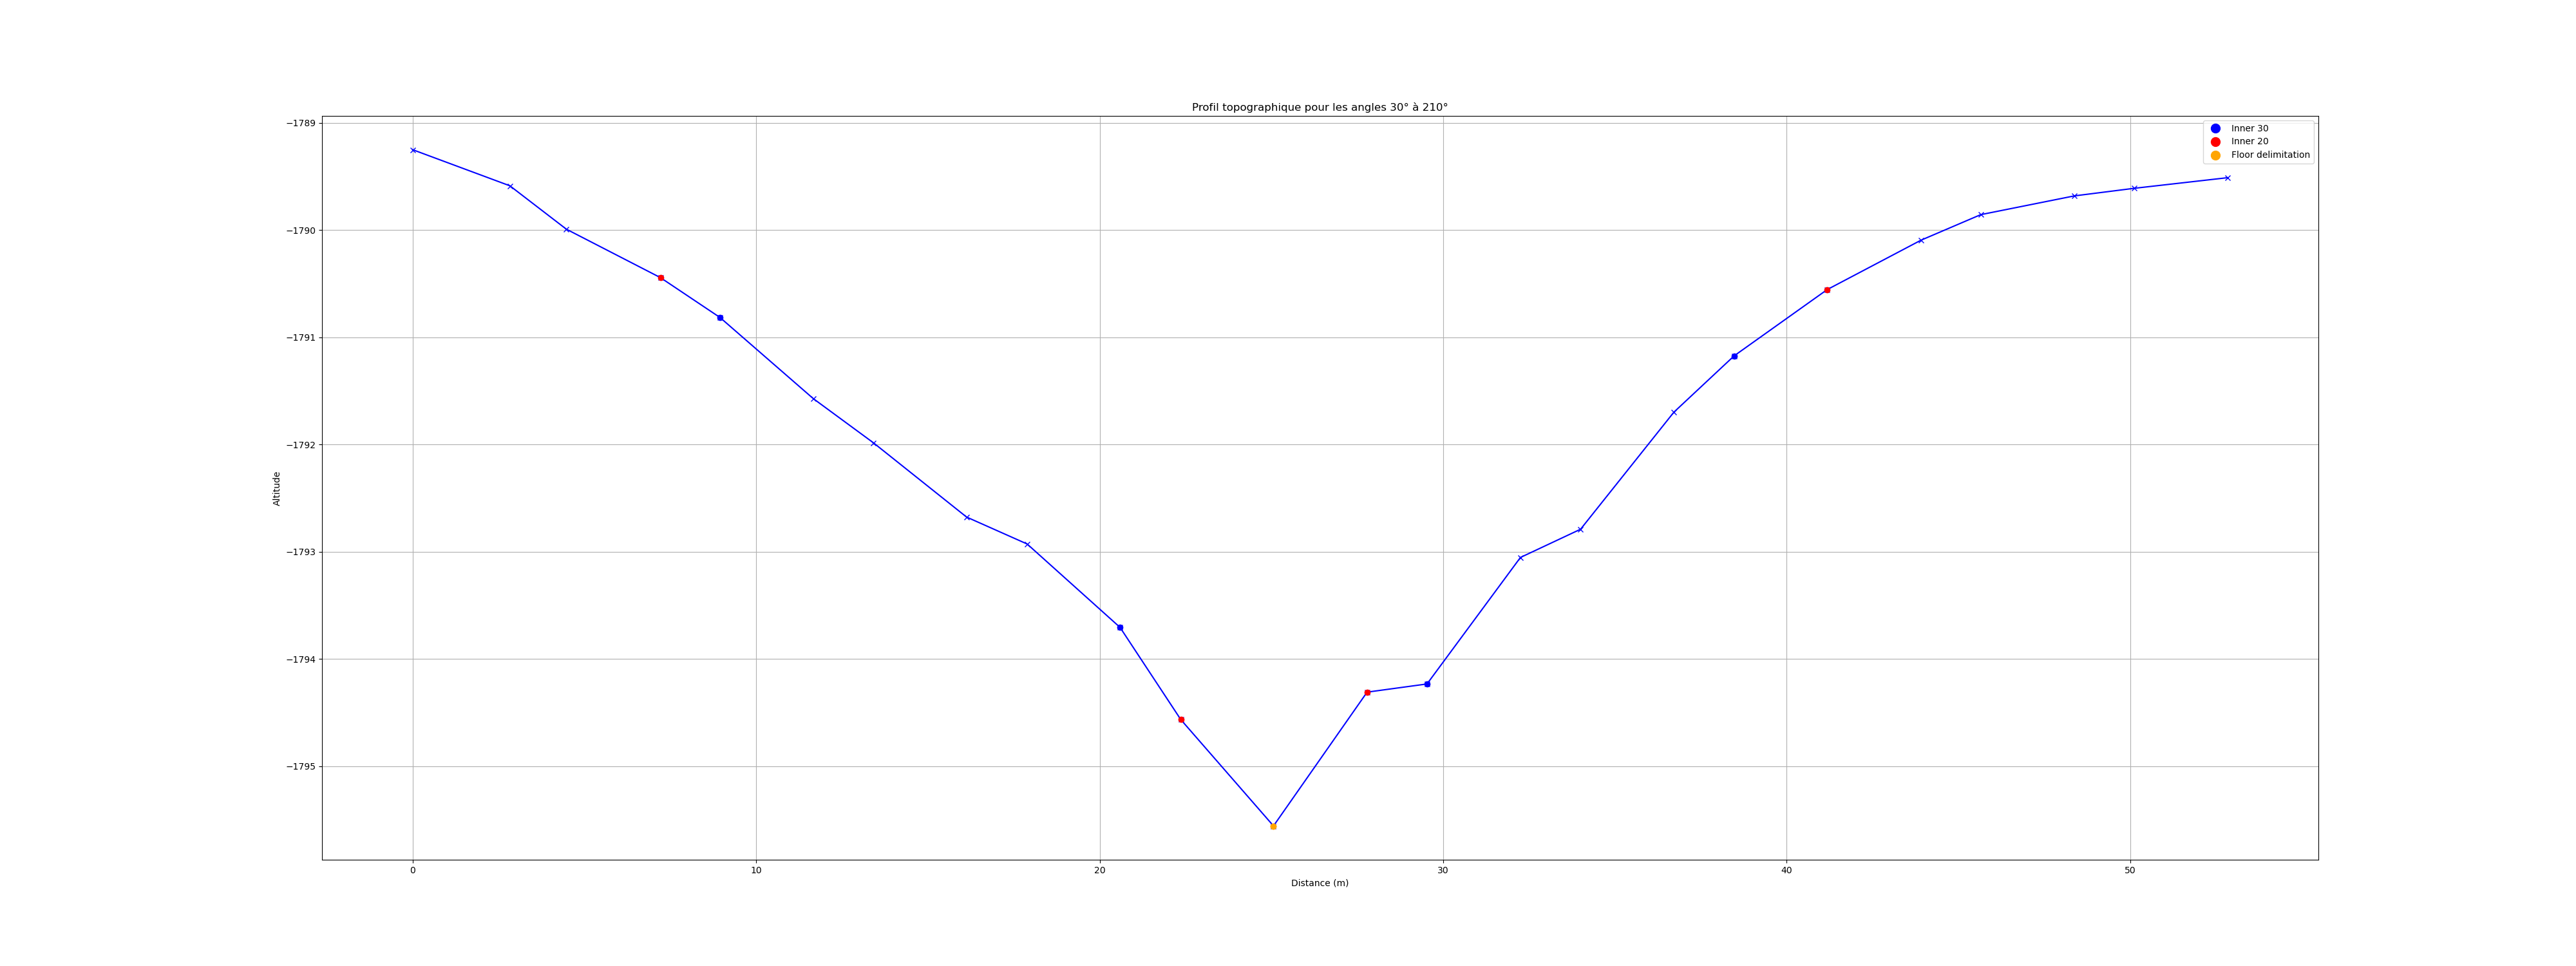 Profil topographique pour les angles 30° à 210°
Inner 30
Inner 20
Floor delimitation
−1789
−1790
−1791
−1792
−1793
−1794
−1795
Altitude
0 10 20 30 40 50
Distance (m)